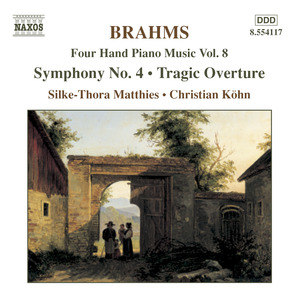 NAXOS
DDD
8.554117
BRAHMS
Four Hand Piano Music Vol. 8
Symphony No. 4 • Tragic Overture
Silke-Thora Matthies • Christian Köhn